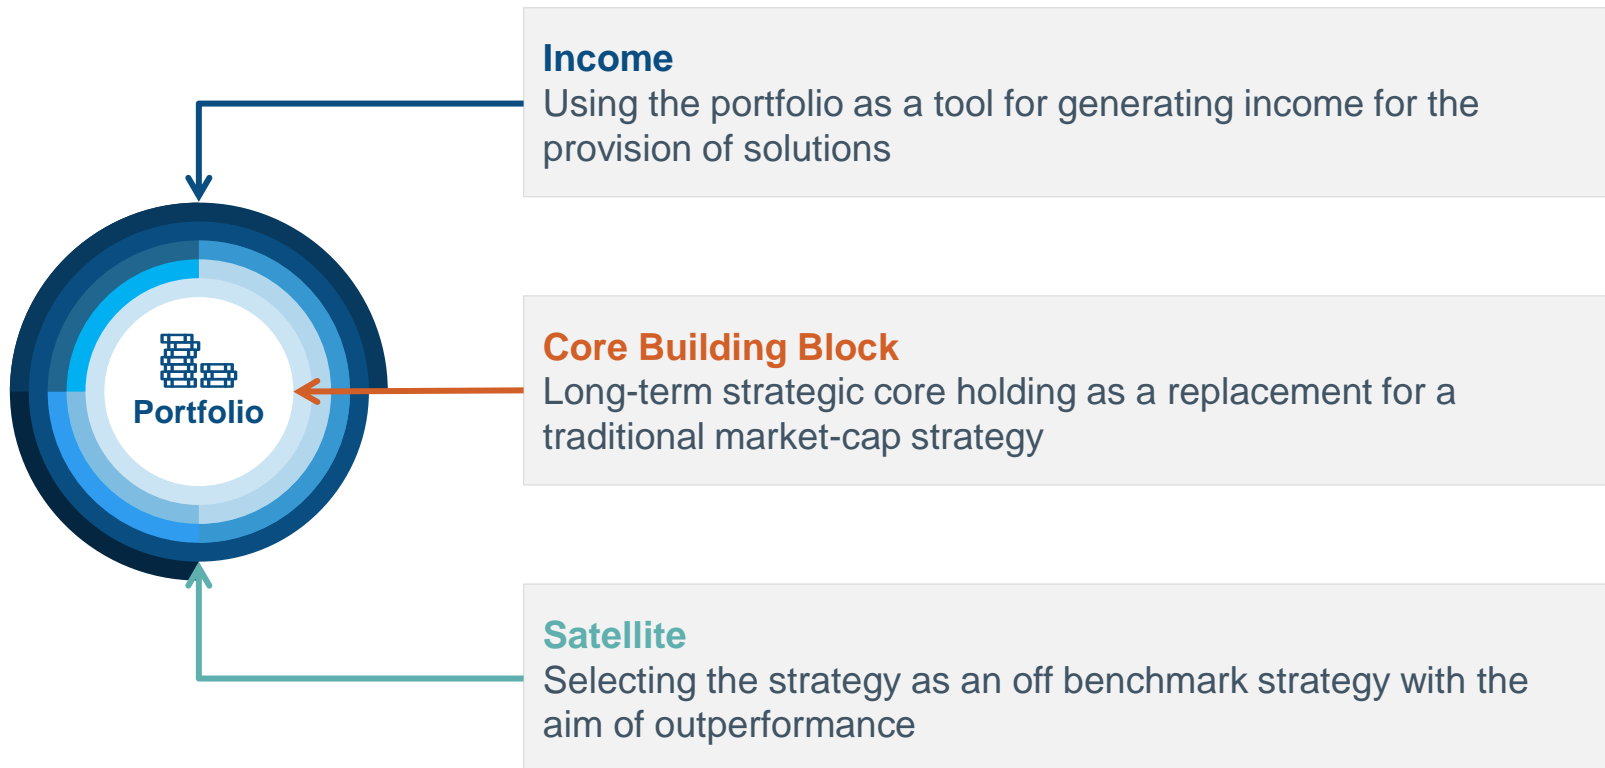 Income
Using the portfolio as a tool for generating income for the
provision of solutions
Portfolio
Core Building Block
Long-term strategic core holding as a replacement for a
traditional market-cap strategy
Satellite
Selecting the strategy as an off benchmark strategy with the
aim of outperformance